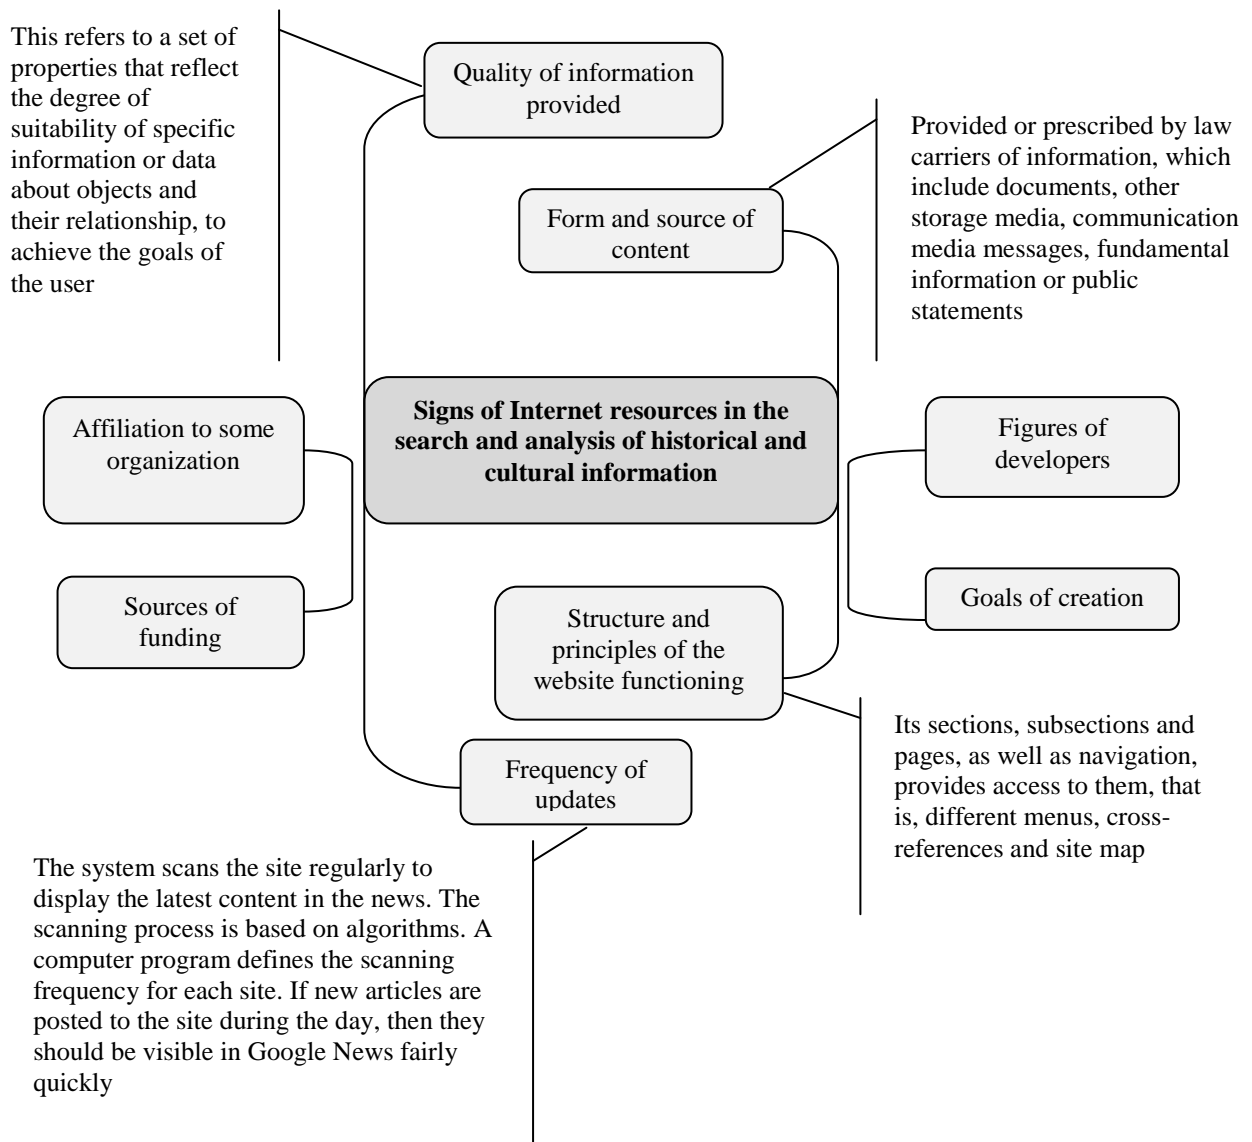 This refers to a set of
properties that reflect
the degree of
suitability of specific
information or data
about objects and
their relationship, to
achieve the goals of
the user
Quality of information
provided
Form and source of
content
Provided or prescribed by law
carriers of information, which
include documents, other
storage media, communication
media messages, fundamental
information or public
statements
Affiliation to some
organization
Signs of Internet resources in the
search and analysis of historical and
cultural information
Figures of
developers
Sources of
funding
Structure and
principles of the
website functioning
Goals of creation
Frequency of
updates
Its sections, subsections and
pages, as well as navigation,
provides access to them, that
is, different menus, cross-
references and site map
The system scans the site regularly to
display the latest content in the news. The
scanning process is based on algorithms. A
computer program defines the scanning
frequency for each site. If new articles are
posted to the site during the day, then they
should be visible in Google News fairly
quickly